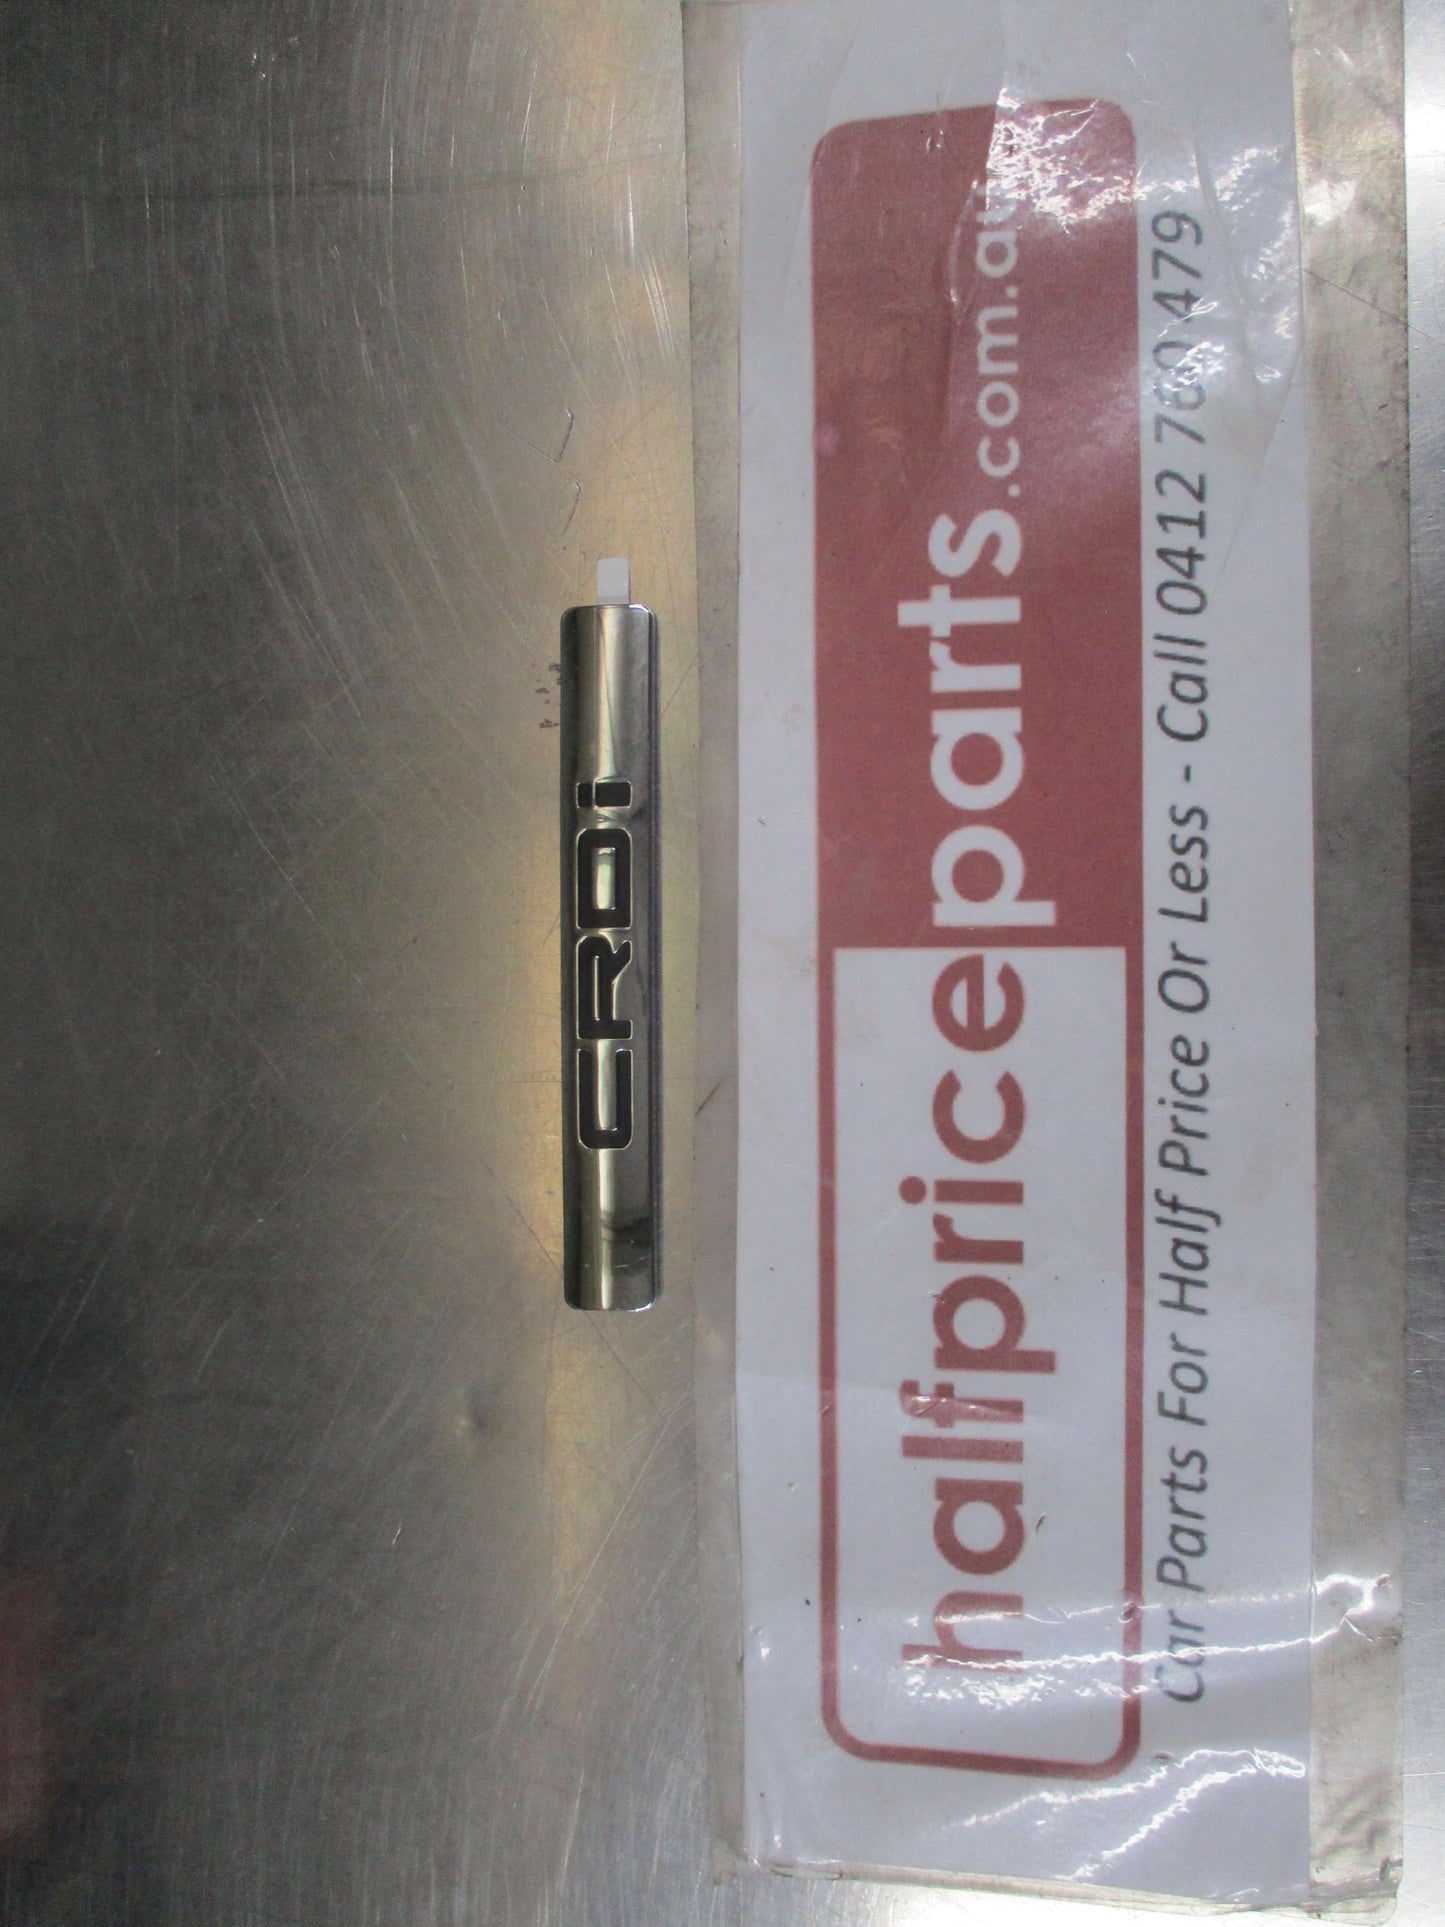 CRDi
halfpriceparts.com.au
Car Parts For Half Price Or Less - Call 0412 760 479